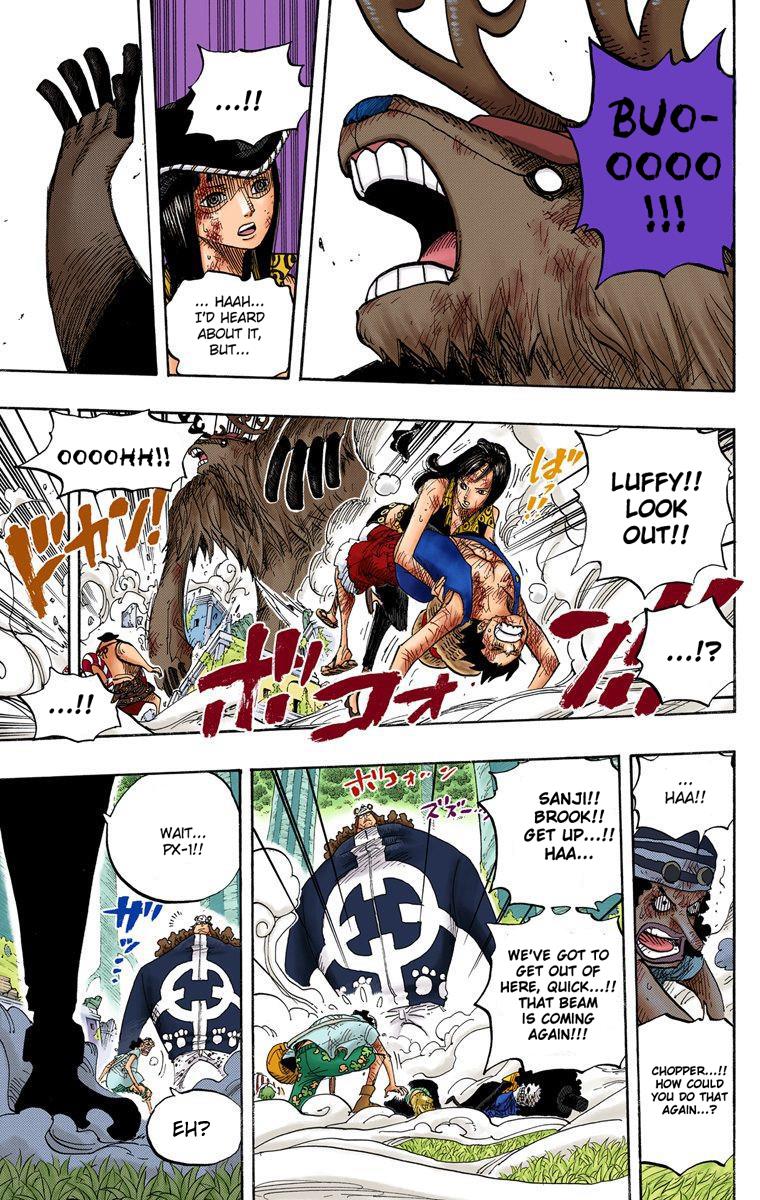 BUO-
OOOO
!!!
...!!
... HAAH...
I'D HEARD
ABOUT IT,
BUT...
LUFFY!!
LOOK
OUT!!
ば
っ
!!
...!?
OOOOHH!!
ドカン!
ボコォン!!
...!!
...
HAA!!
CHOPPER...!!
HOW COULD
YOU DO THAT
AGAIN...?
SANJI!!
BROOK!!
GET UP...!!
HAA...
WE'VE GOT TO
GET OUT OF
HERE, QUICK...!!
THAT BEAM
IS COMING
AGAIN!!!
ボコォ...ン
ズズ...
WAIT...
PX-1!!
ザッ
EH?